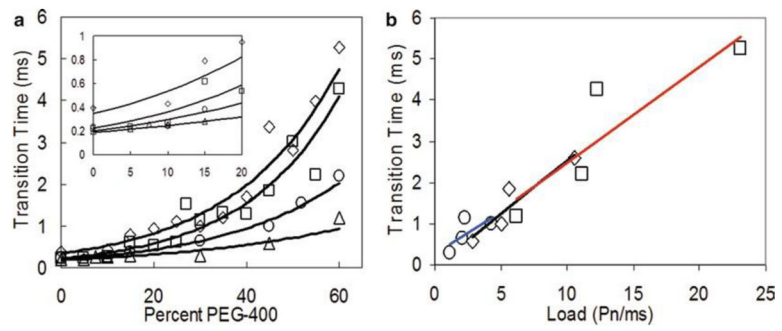 a
Transition Time (ms)
6
5
4
3
2
1
0
1
0.8
0.6
0.4
0.2
0
0 5 10 15 20
0 20 40 60
Percent PEG-400
b
Transition Time (ms)
6
5
4
3
2
1
0
0 5 10 15 20 25
Load (Pn/ms)